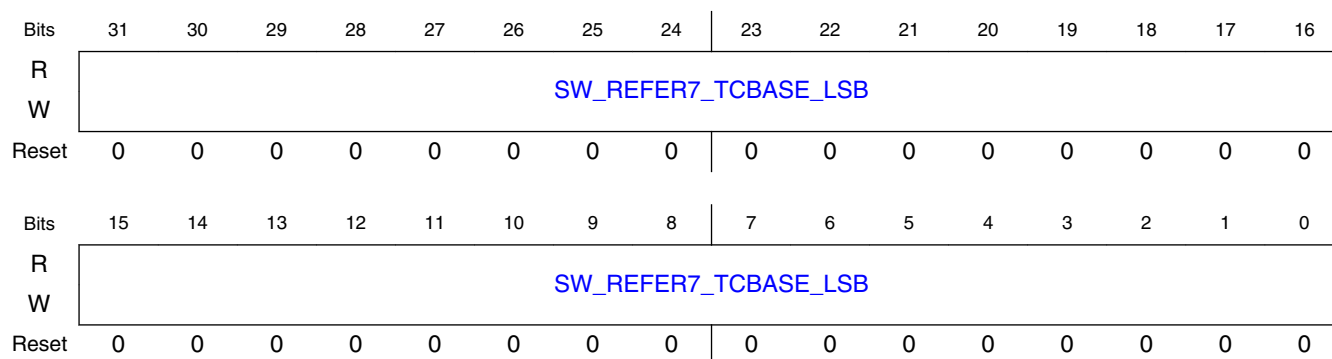 Bits 31 30 29 28 27 26 25 24 23 22 21 20 19 18 17 16
R
SW_REFER7_TCBASE_LSB
W
Reset 0 0 0 0 0 0 0 0 0 0 0 0 0 0 0 0
Bits 15 14 13 12 11 10 9 8 7 6 5 4 3 2 1 0
R
SW_REFER7_TCBASE_LSB
W
Reset 0 0 0 0 0 0 0 0 0 0 0 0 0 0 0 0